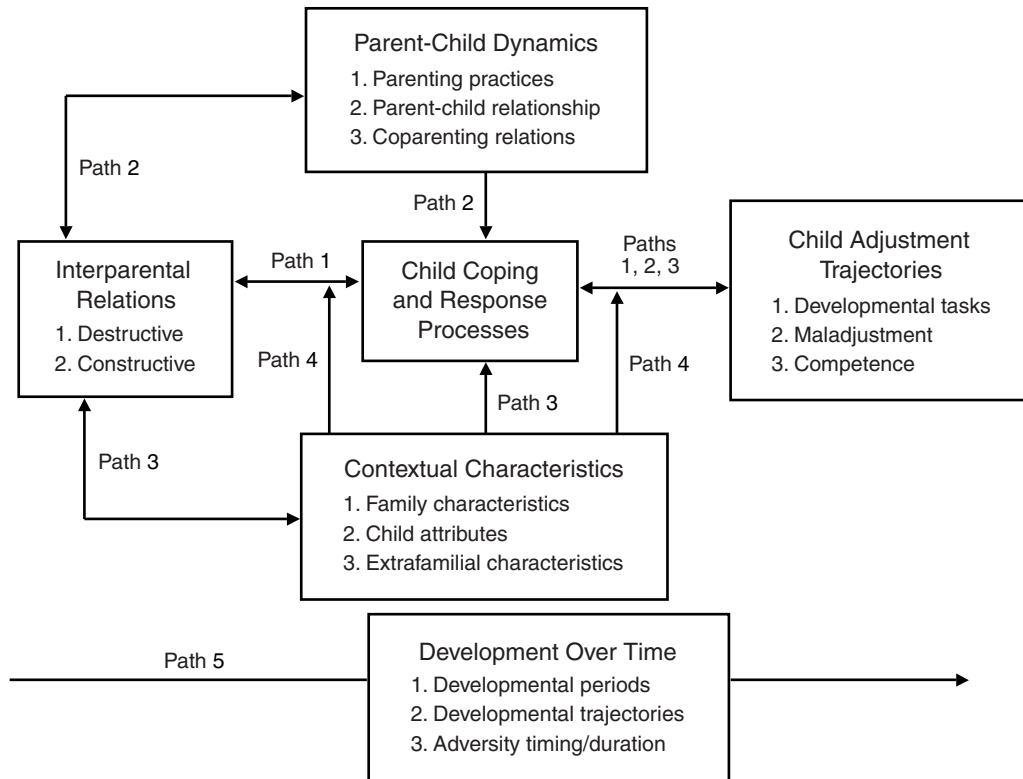 Parent-Child Dynamics
1. Parenting practices
2. Parent-child relationship
3. Coparenting relations
Path 2
Path 2
Interparental
Relations
1. Destructive
2. Constructive
Path 1
Child Coping
and Response
Processes
Paths
1, 2, 3
Child Adjustment
Trajectories
1. Developmental tasks
2. Maladjustment
3. Competence
Path 4
Path 4
Path 3
Path 3
Contextual Characteristics
1. Family characteristics
2. Child attributes
3. Extrafamilial characteristics
Path 5
Development Over Time
1. Developmental periods
2. Developmental trajectories
3. Adversity timing/duration